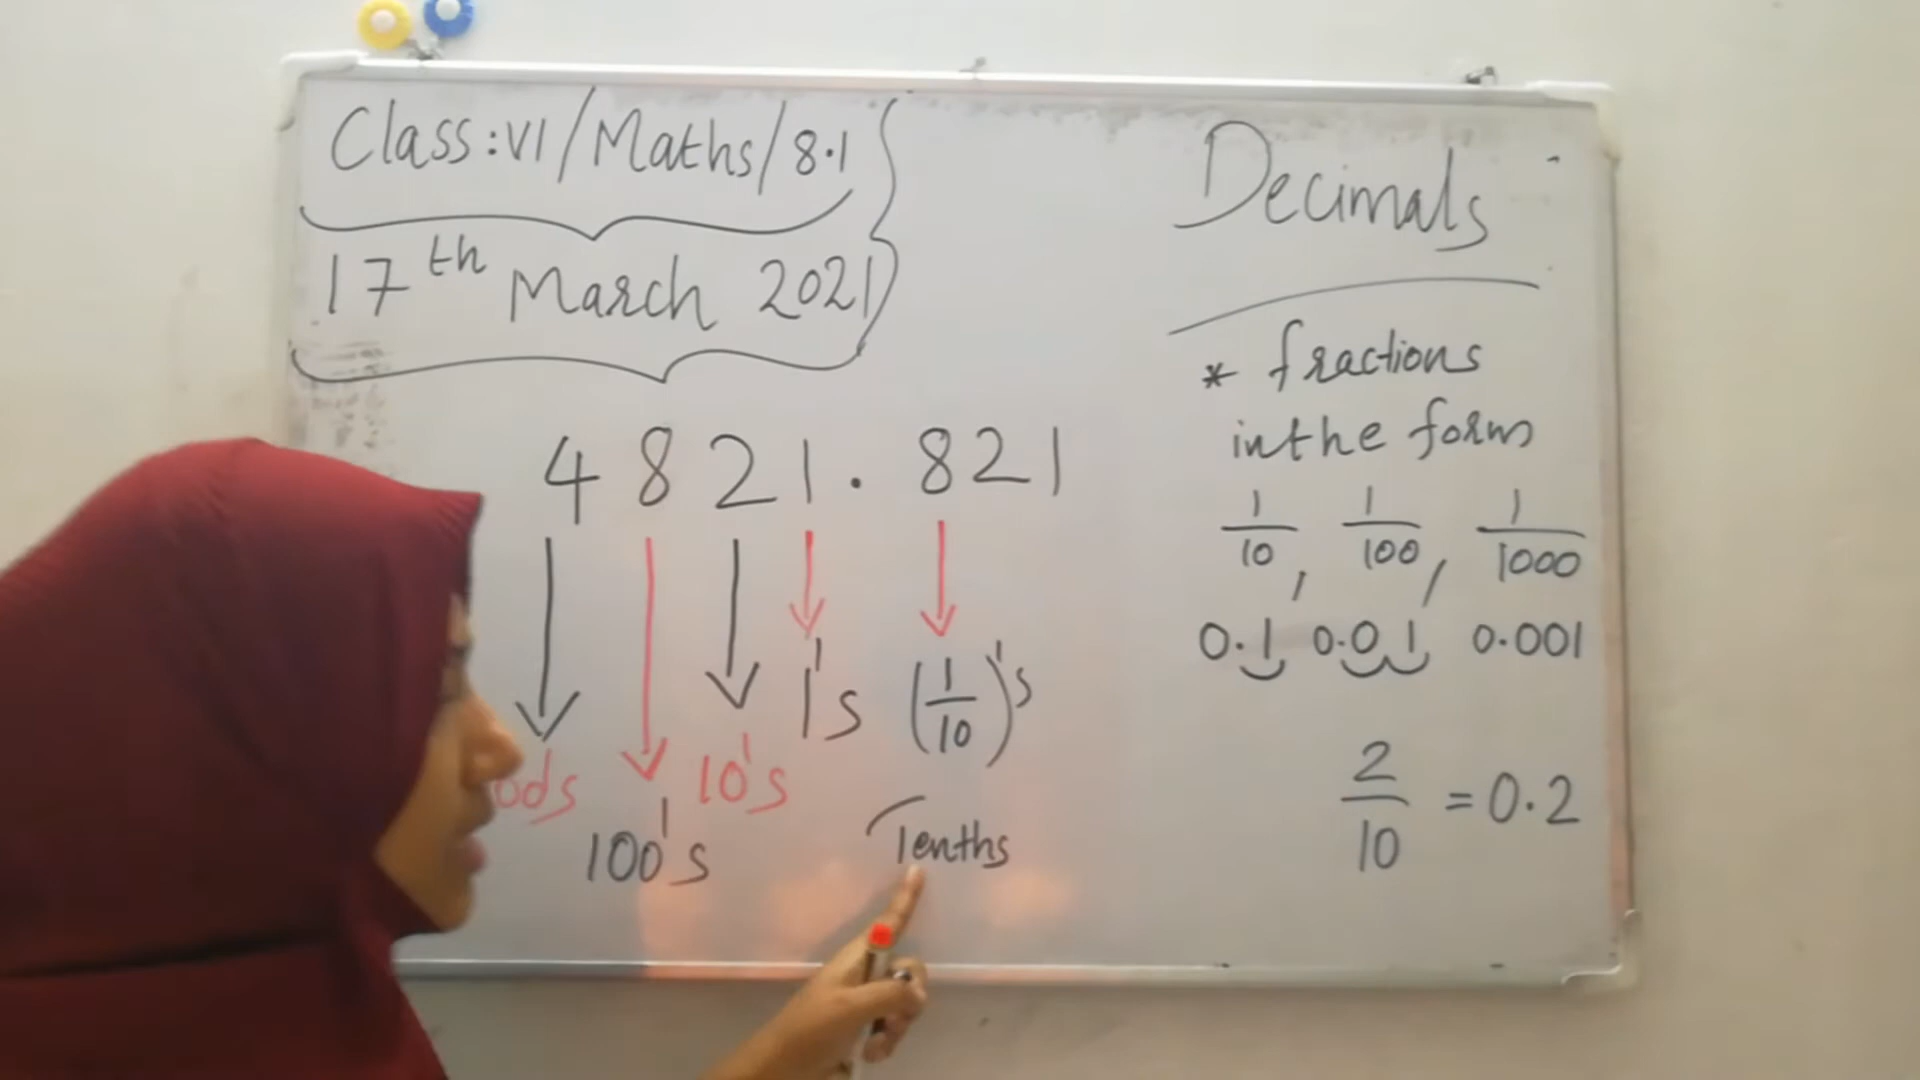 Class:VI/Maths/8.1
17th March 2021
4821.821
1's (1/10)'s
10's
100's
Tenths
Decimals
* fractions
in the form
1/10, 1/100, 1/1000
0.1 0.01 0.001
2/10 = 0.2